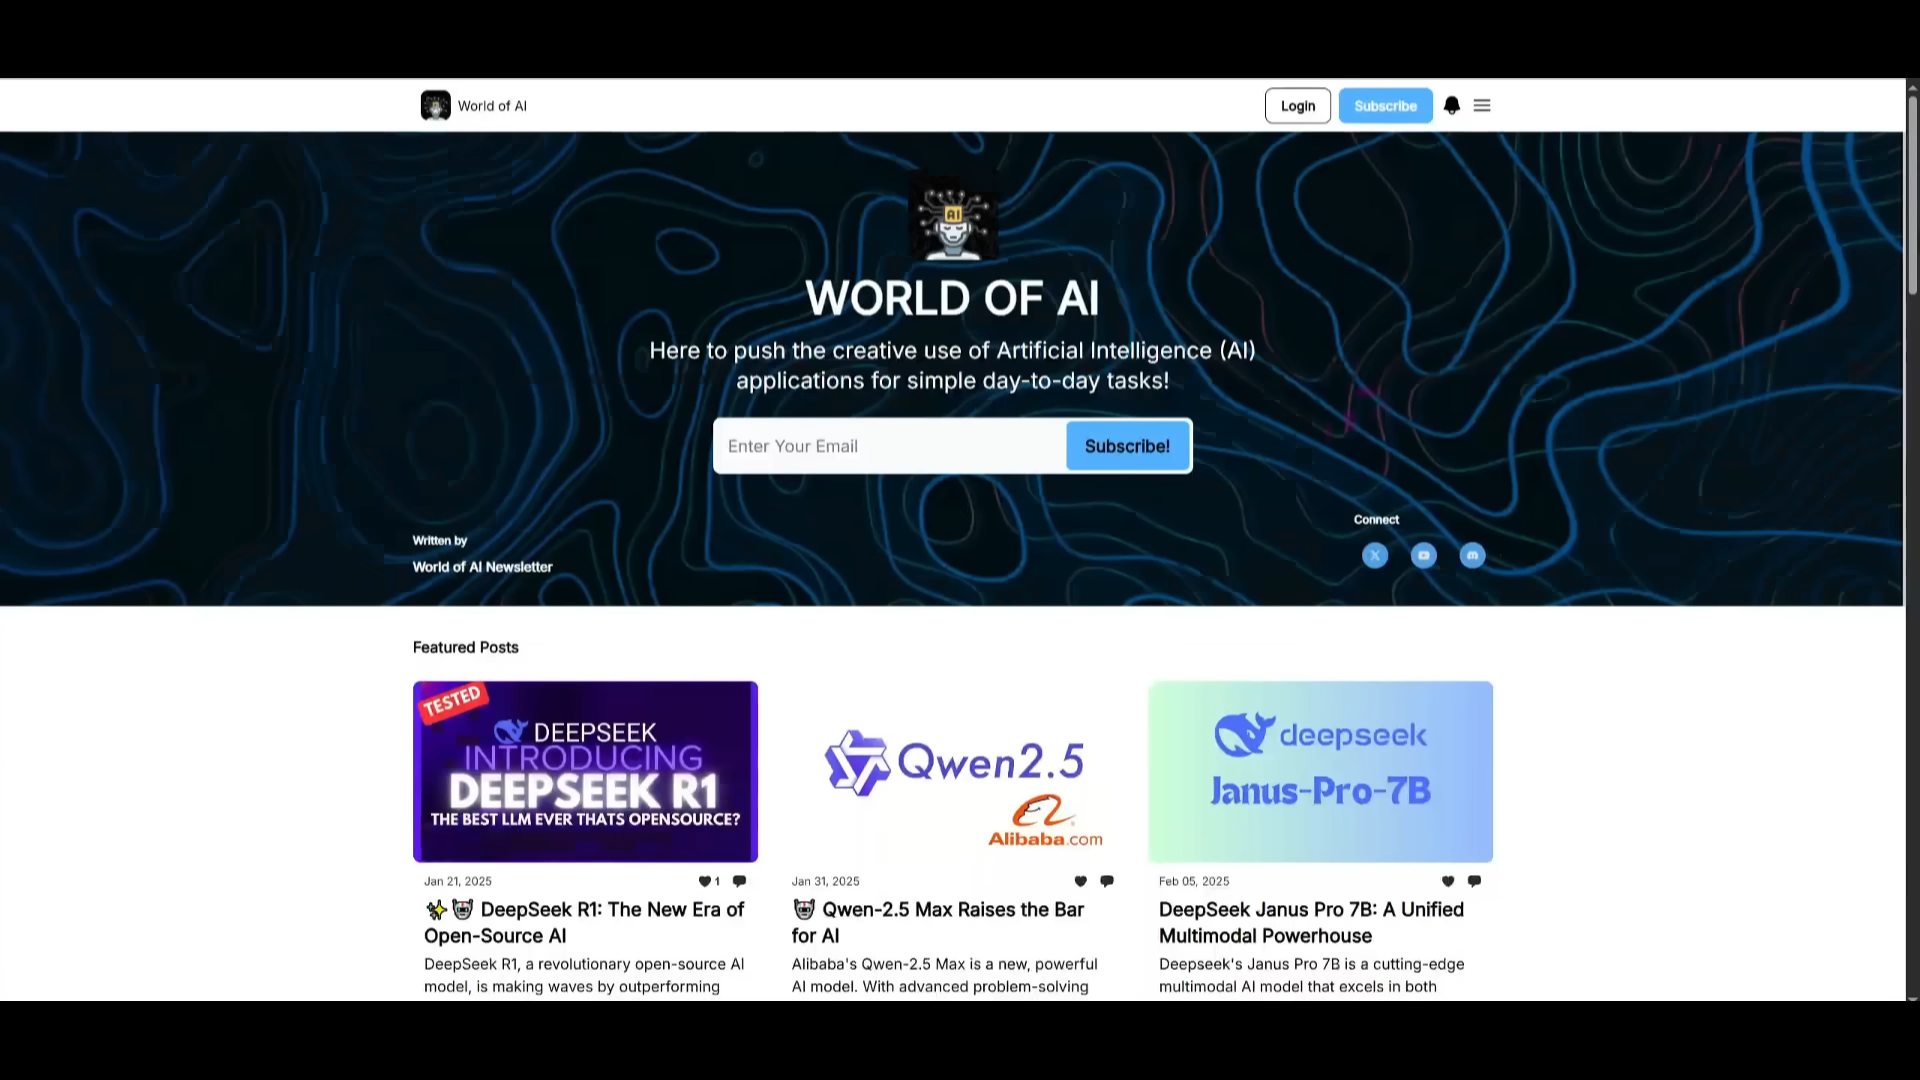 World of AI
Login
Subscribe
AI
WORLD OF AI
Here to push the creative use of Artificial Intelligence (AI)
applications for simple day-to-day tasks!
Enter Your Email
Subscribe!
Written by
World of AI Newsletter
Connect
Featured Posts
TESTED
DEEPSEEK
INTRODUCING
DEEPSEEK R1
THE BEST LLM EVER THATS OPENSOURCE?
Jan 21, 2025
1
✨🤖 DeepSeek R1: The New Era of
Open-Source AI
DeepSeek R1, a revolutionary open-source AI
model, is making waves by outperforming
Qwen2.5
Alibaba.com
Jan 31, 2025
🤖 Qwen-2.5 Max Raises the Bar
for AI
Alibaba's Qwen-2.5 Max is a new, powerful
AI model. With advanced problem-solving
deepseek
Janus-Pro-7B
Feb 05, 2025
DeepSeek Janus Pro 7B: A Unified
Multimodal Powerhouse
Deepseek's Janus Pro 7B is a cutting-edge
multimodal AI model that excels in both